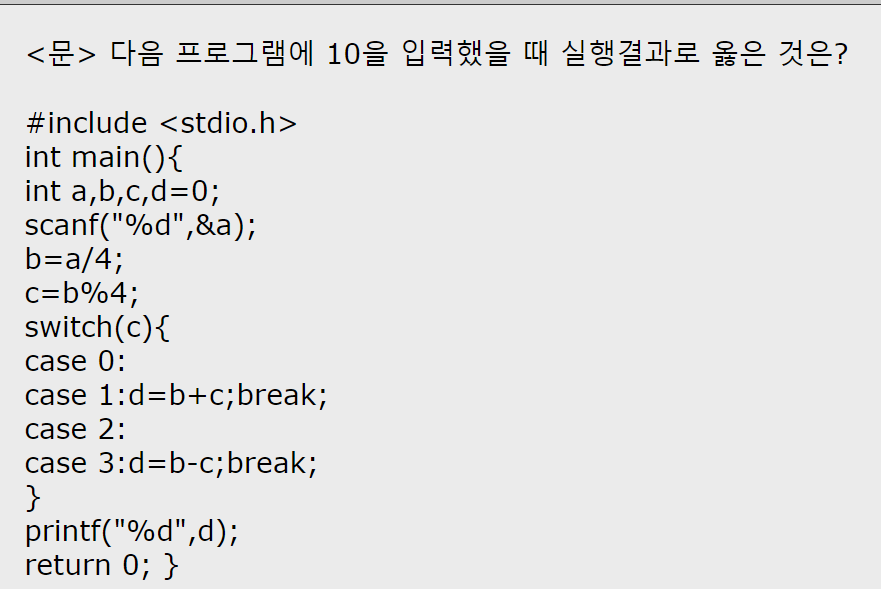 <문> 다음 프로그램에 10을 입력했을 때 실행결과로 옳은 것은?
#include <stdio.h>
int main(){
int a,b,c,d=0;
scanf("%d",&a);
b=a/4;
c=b%4;
switch(c){
case 0:
case 1:d=b+c;break;
case 2:
case 3:d=b-c;break;
}
printf("%d",d);
return 0; }